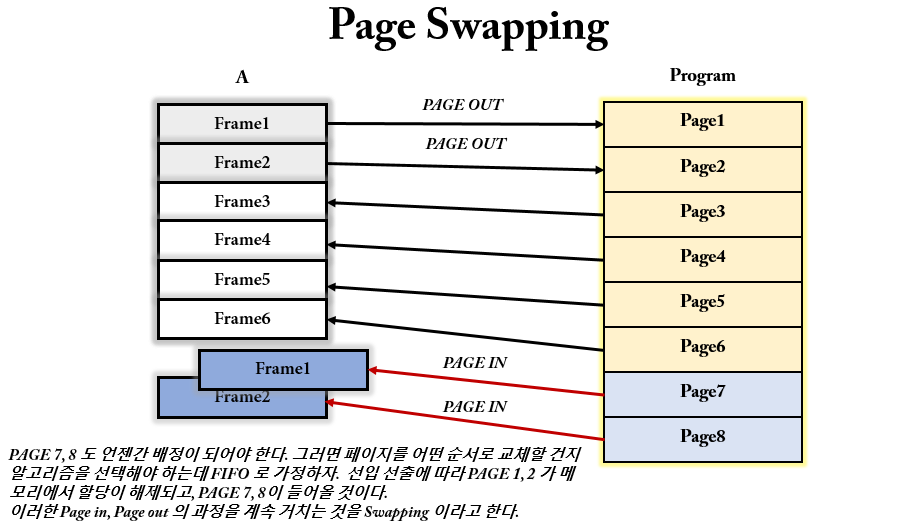 Page Swapping
A
Program
PAGE OUT
PAGE OUT
Frame1
Frame2
Frame3
Frame4
Frame5
Frame6
Page1
Page2
Page3
Page4
Page5
Page6
Page7
Page8
PAGE IN
PAGE IN
Frame1
Frame2
PAGE 7, 8 도 언젠간 배정이 되어야 한다. 그러면 페이지를 어떤 순서로 교체할 건지
알고리즘을 선택해야 하는데 FIFO 로 가정하자. 선입 선출에 따라 PAGE 1, 2 가 메
모리에서 할당이 해제되고, PAGE 7, 8이 들어올 것이다.
이러한 Page in, Page out 의 과정을 계속 거치는 것을 Swapping 이라고 한다.